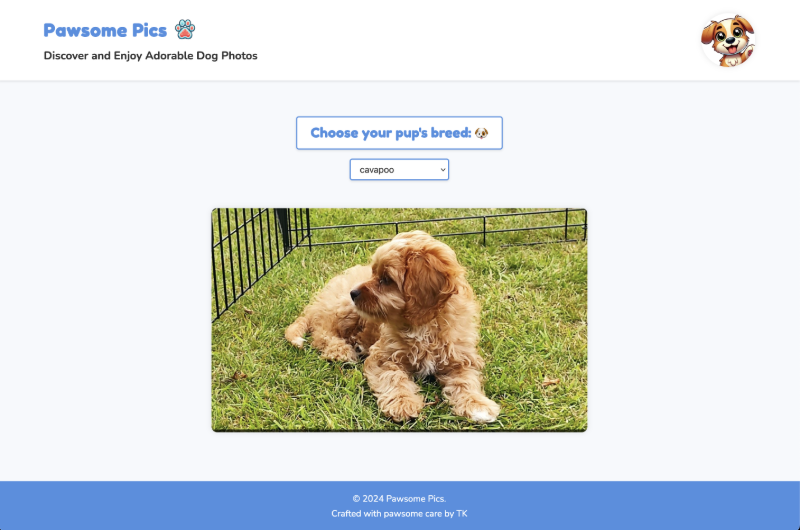 Pawsome Pics 🐾
Discover and Enjoy Adorable Dog Photos
Choose your pup's breed: 🐶
cavapoo
© 2024 Pawsome Pics.
Crafted with pawsome care by TK